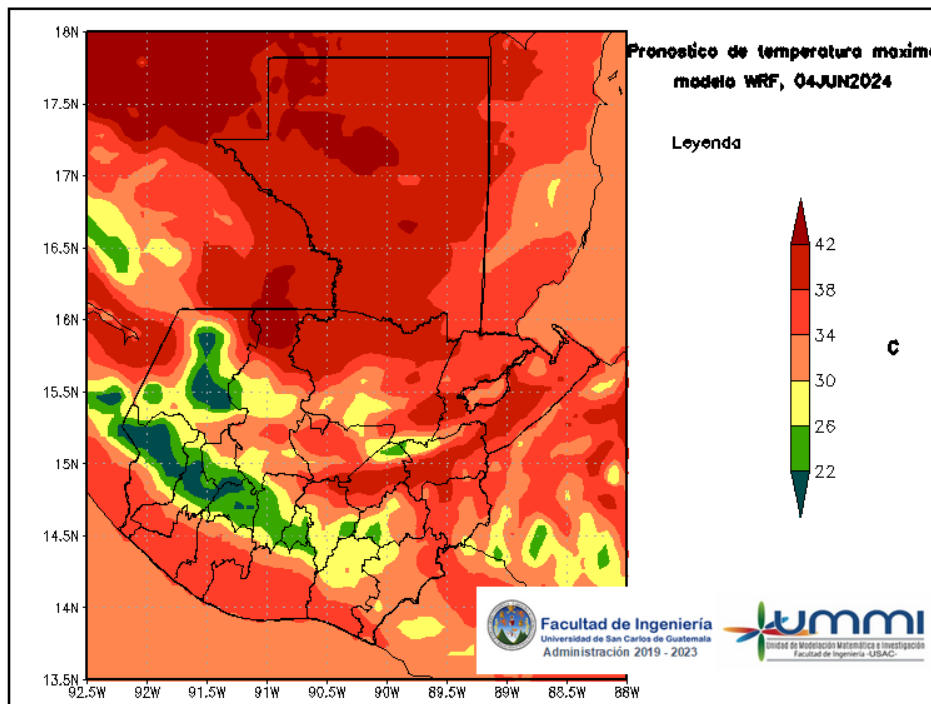 Pronostico de temperatura maxim
modelo WRF, 04JUN2024
Leyenda
18N
17.5N
17N
16.5N
16N
15.5N
15N
14.5N
14N
13.5N
92.5W
92W
91.5W
91W
90.5W
90W
89.5W
89W
88.5W
88W
42
38
34
30
26
22
C
Facultad de Ingeniería
Universidad de San Carlos de Guatemala
Administración 2019 - 2023
ummi
Unidad de Modelación Matemática e Investigación
Facultad de Ingeniería -USAC-